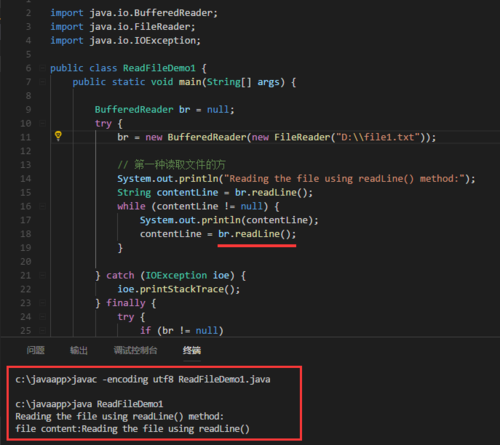 2 import java.io.BufferedReader;
3 import java.io.FileReader;
4 import java.io.IOException;
5
6 public class ReadFileDemo1 {
7 public static void main(String[] args) {
8
9 BufferedReader br = null;
10 try {
11 br = new BufferedReader(new FileReader("D:\\file1.txt"));
12
13 // 第一种读取文件的方
14 System.out.println("Reading the file using readLine() method:");
15 String contentLine = br.readLine();
16 while (contentLine != null) {
17 System.out.println(contentLine);
18 contentLine = br.readLine();
19 }
20
21 } catch (IOException ioe) {
22 ioe.printStackTrace();
23 } finally {
24 try {
25 if (br != null)
问题 输出 调试控制台 终端
c:\javaapp>javac -encoding utf8 ReadFileDemo1.java
c:\javaapp>java ReadFileDemo1
Reading the file using readLine() method:
file content:Reading the file using readLine()